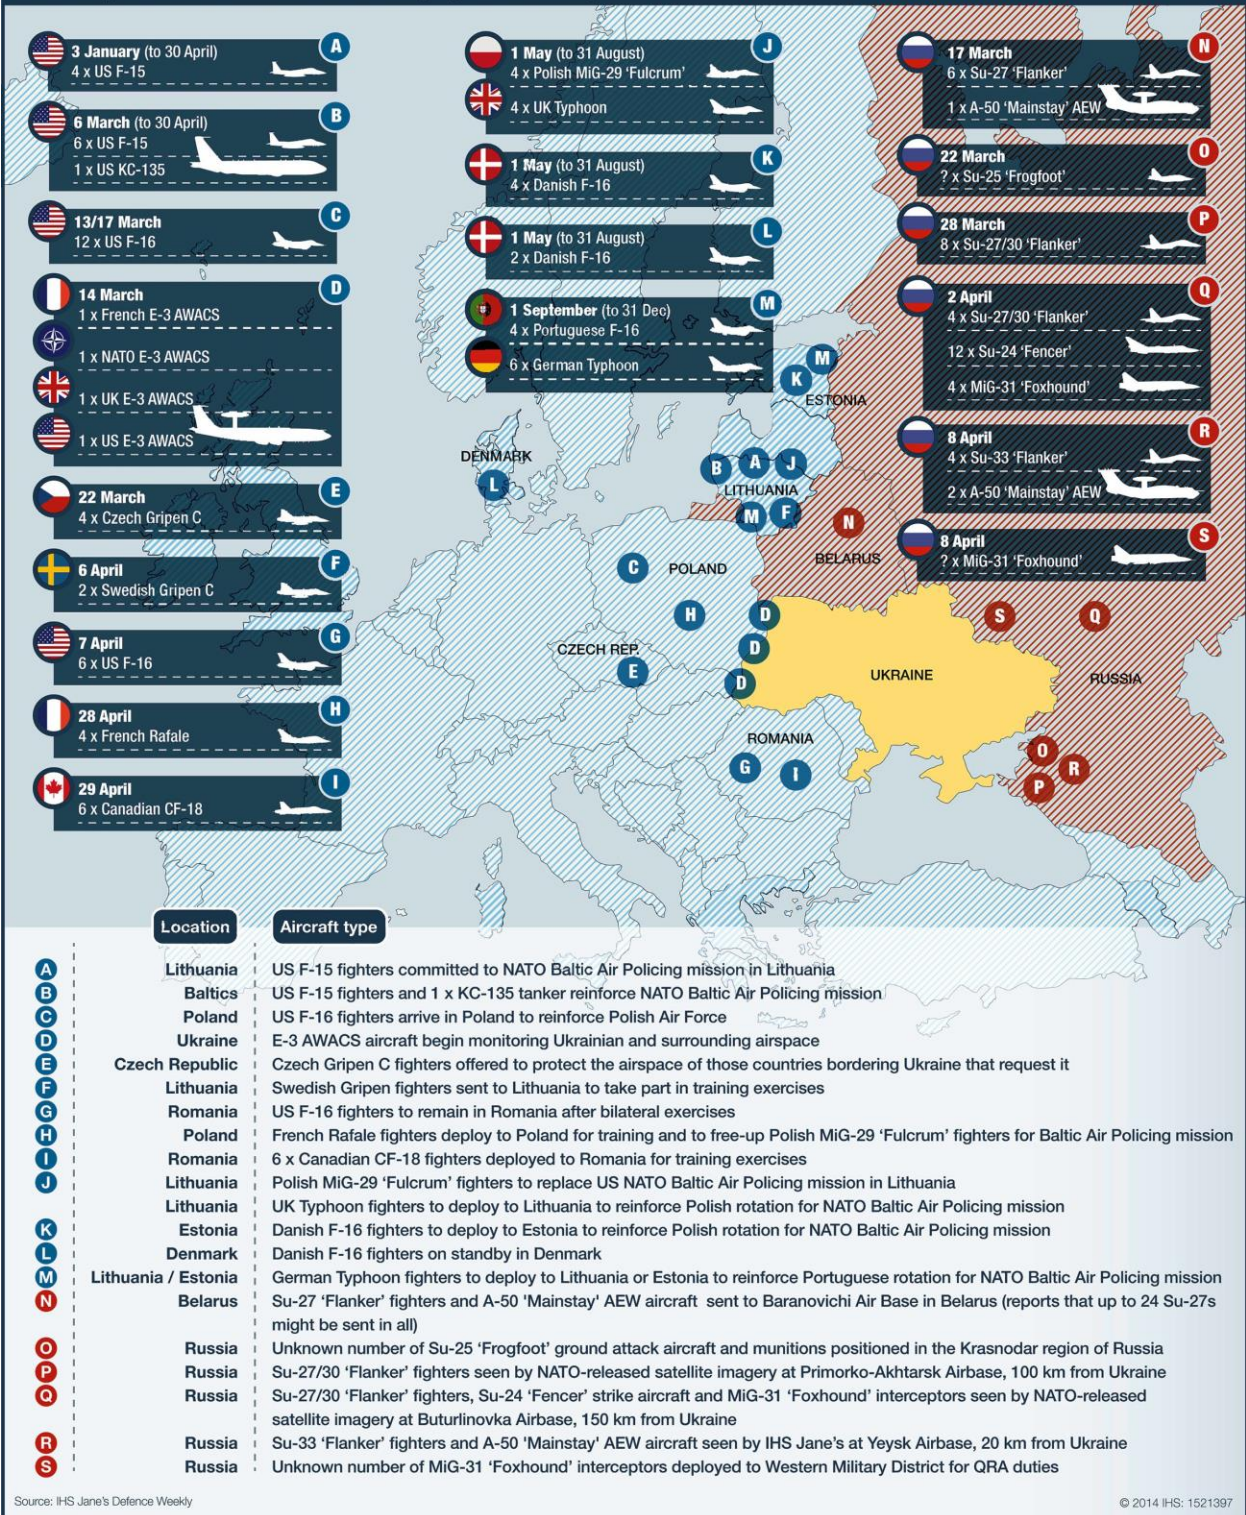 A
3 January (to 30 April)
4 x US F-15
B
6 March (to 30 April)
6 x US F-15
1 x US KC-135
C
13/17 March
12 x US F-16
D
14 March
1 x French E-3 AWACS
1 x NATO E-3 AWACS
1 x UK E-3 AWACS
1 x US E-3 AWACS
E
22 March
4 x Czech Gripen C
F
6 April
2 x Swedish Gripen C
G
7 April
6 x US F-16
H
28 April
4 x French Rafale
I
29 April
6 x Canadian CF-18
J
1 May (to 31 August)
4 x Polish MiG-29 ‘Fulcrum’
4 x UK Typhoon
K
1 May (to 31 August)
4 x Danish F-16
L
1 May (to 31 August)
2 x Danish F-16
M
1 September (to 31 Dec)
4 x Portuguese F-16
6 x German Typhoon
N
17 March
6 x Su-27 ‘Flanker’
1 x A-50 ‘Mainstay’ AEW
O
22 March
? x Su-25 ‘Frogfoot’
P
28 March
8 x Su-27/30 ‘Flanker’
Q
2 April
4 x Su-27/30 ‘Flanker’
12 x Su-24 ‘Fencer’
4 x MiG-31 ‘Foxhound’
R
8 April
4 x Su-33 ‘Flanker’
2 x A-50 ‘Mainstay’ AEW
S
8 April
? x MiG-31 ‘Foxhound’
M
K
ESTONIA
DENMARK
L
B A J
LITHUANIA
M F
N
BELARUS
C
POLAND
H
D
S
Q
CZECH REP.
D
E
D
UKRAINE
RUSSIA
ROMANIA
G
I
O
R
P
Location Aircraft type
A Lithuania US F-15 fighters committed to NATO Baltic Air Policing mission in Lithuania
B Baltics US F-15 fighters and 1 x KC-135 tanker reinforce NATO Baltic Air Policing mission
C Poland US F-16 fighters arrive in Poland to reinforce Polish Air Force
D Ukraine E-3 AWACS aircraft begin monitoring Ukrainian and surrounding airspace
E Czech Republic Czech Gripen C fighters offered to protect the airspace of those countries bordering Ukraine that request it
F Lithuania Swedish Gripen fighters sent to Lithuania to take part in training exercises
G Romania US F-16 fighters to remain in Romania after bilateral exercises
H Poland French Rafale fighters deploy to Poland for training and to free-up Polish MiG-29 ‘Fulcrum’ fighters for Baltic Air Policing mission
I Romania 6 x Canadian CF-18 fighters deployed to Romania for training exercises
J Lithuania Polish MiG-29 ‘Fulcrum’ fighters to replace US NATO Baltic Air Policing mission in Lithuania
Lithuania UK Typhoon fighters to deploy to Lithuania to reinforce Polish rotation for NATO Baltic Air Policing mission
K Estonia Danish F-16 fighters to deploy to Estonia to reinforce Polish rotation for NATO Baltic Air Policing mission
L Denmark Danish F-16 fighters on standby in Denmark
M Lithuania / Estonia German Typhoon fighters to deploy to Lithuania or Estonia to reinforce Portuguese rotation for NATO Baltic Air Policing mission
N Belarus Su-27 ‘Flanker’ fighters and A-50 'Mainstay' AEW aircraft sent to Baranovichi Air Base in Belarus (reports that up to 24 Su-27s
might be sent in all)
O Russia Unknown number of Su-25 ‘Frogfoot’ ground attack aircraft and munitions positioned in the Krasnodar region of Russia
P Russia Su-27/30 ‘Flanker’ fighters seen by NATO-released satellite imagery at Primorko-Akhtarsk Airbase, 100 km from Ukraine
Q Russia Su-27/30 ‘Flanker’ fighters, Su-24 ‘Fencer’ strike aircraft and MiG-31 ‘Foxhound’ interceptors seen by NATO-released
satellite imagery at Buturlinovka Airbase, 150 km from Ukraine
R Russia Su-33 ‘Flanker’ fighters and A-50 'Mainstay' AEW aircraft seen by IHS Jane’s at Yeysk Airbase, 20 km from Ukraine
S Russia Unknown number of MiG-31 ‘Foxhound’ interceptors deployed to Western Military District for QRA duties
Source: IHS Jane’s Defence Weekly
© 2014 IHS: 1521397